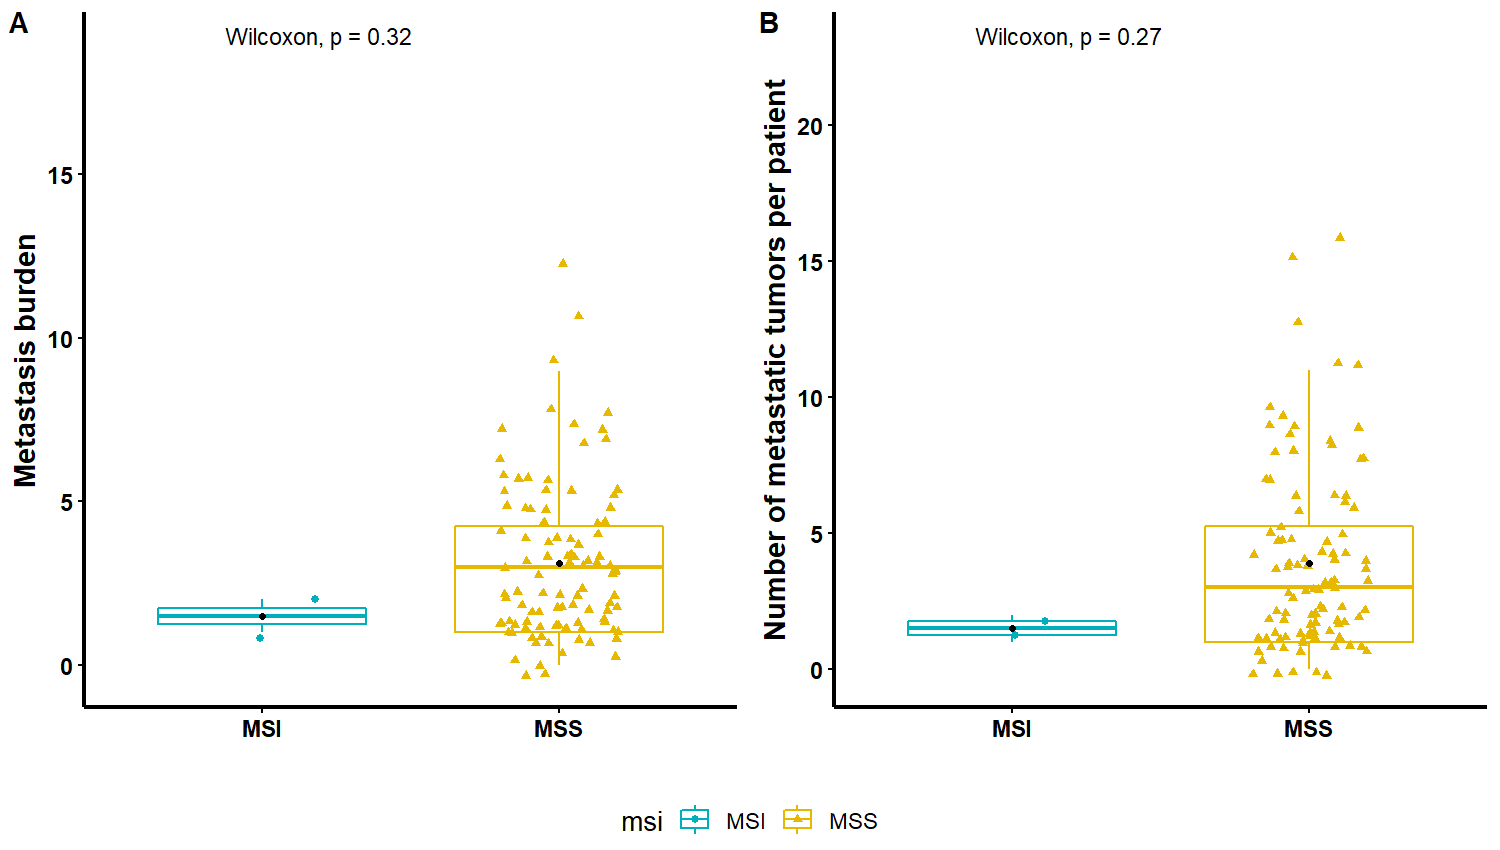 A
Wilcoxon, p = 0.32
Metastasis burden
15
10
5
0
MSI
MSS
B
Wilcoxon, p = 0.27
Number of metastatic tumors per patient
20
15
10
5
0
MSI
MSS
msi MSI MSS